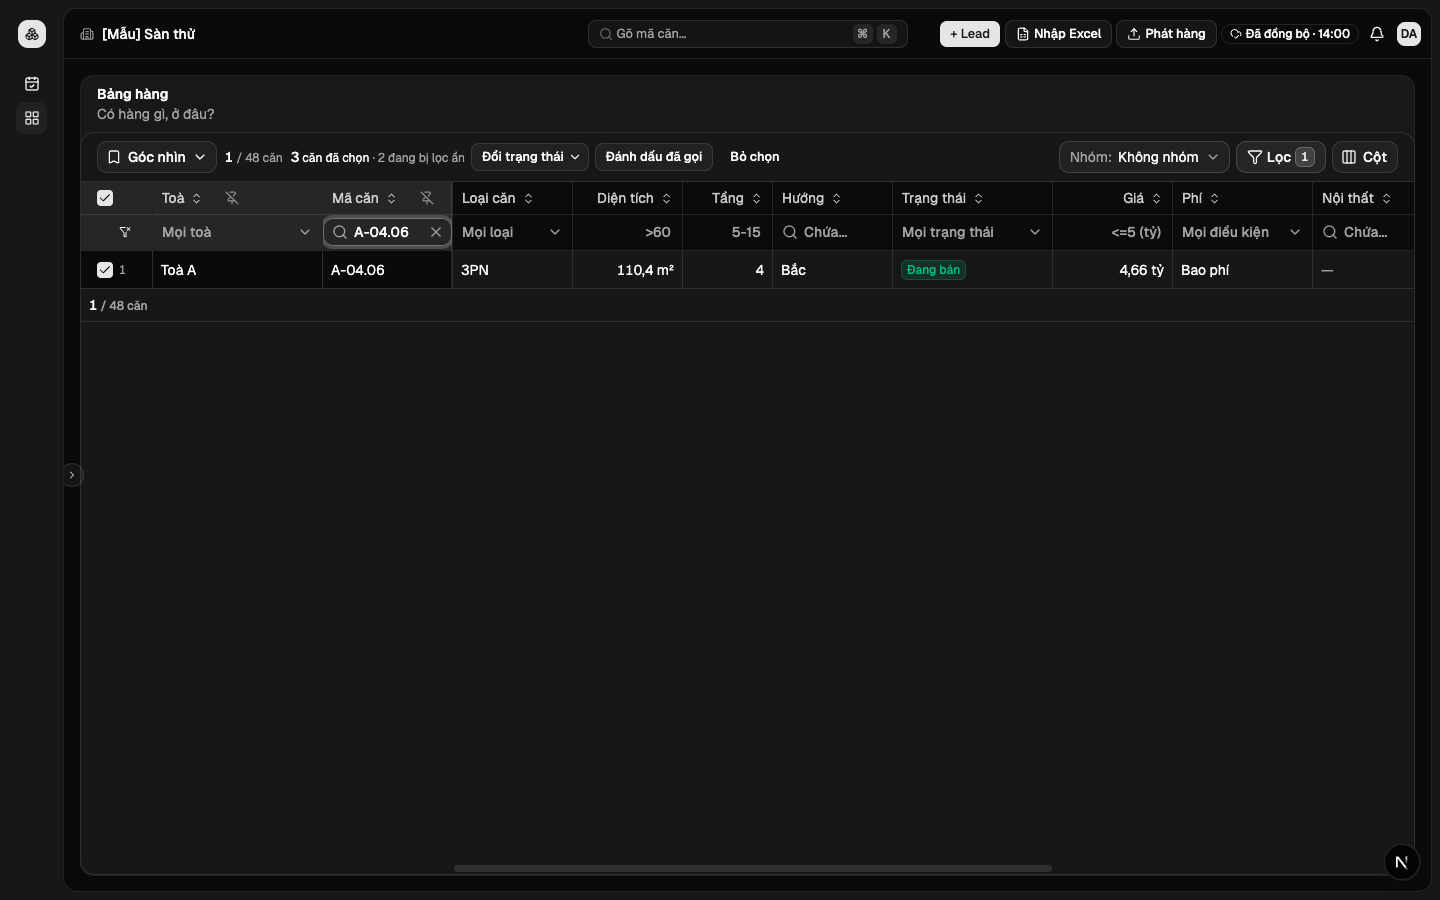 [Mẫu] Sàn thử
Gõ mã căn...
⌘ K
+ Lead
Nhập Excel
Phát hàng
Đã đồng bộ · 14:00
DA
Bảng hàng
Có hàng gì, ở đâu?
Góc nhìn
1 / 48 căn
3 căn đã chọn · 2 đang bị lọc ẩn
Đổi trạng thái
Đánh dấu đã gọi
Bỏ chọn
Nhóm: Không nhóm
Lọc 1
Cột
Toà
Mã căn
Loại căn
Diện tích
Tầng
Hướng
Trạng thái
Giá
Phí
Nội thất
Mọi toà
A-04.06
Mọi loại
>60
5-15
Chứa...
Mọi trạng thái
<=5 (tỷ)
Mọi điều kiện
Chứa...
1
Toà A
A-04.06
3PN
110,4 m²
4
Bắc
Đang bán
4,66 tỷ
Bao phí
—
1 / 48 căn
N